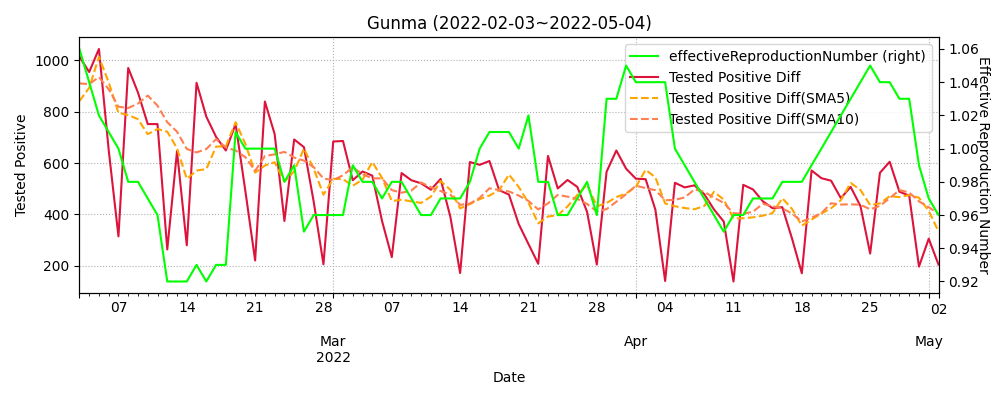 Gunma (2022-02-03~2022-05-04)
effectiveReproductionNumber (right)
Tested Positive Diff
Tested Positive Diff(SMA5)
Tested Positive Diff(SMA10)
Tested Positive
1000
800
600
400
200
Effective Reproduction Number
1.06
1.04
1.02
1.00
0.98
0.96
0.94
0.92
07 14 21 28 07 14 21 28 04 11 18 25 02
Mar Apr May
2022
Date